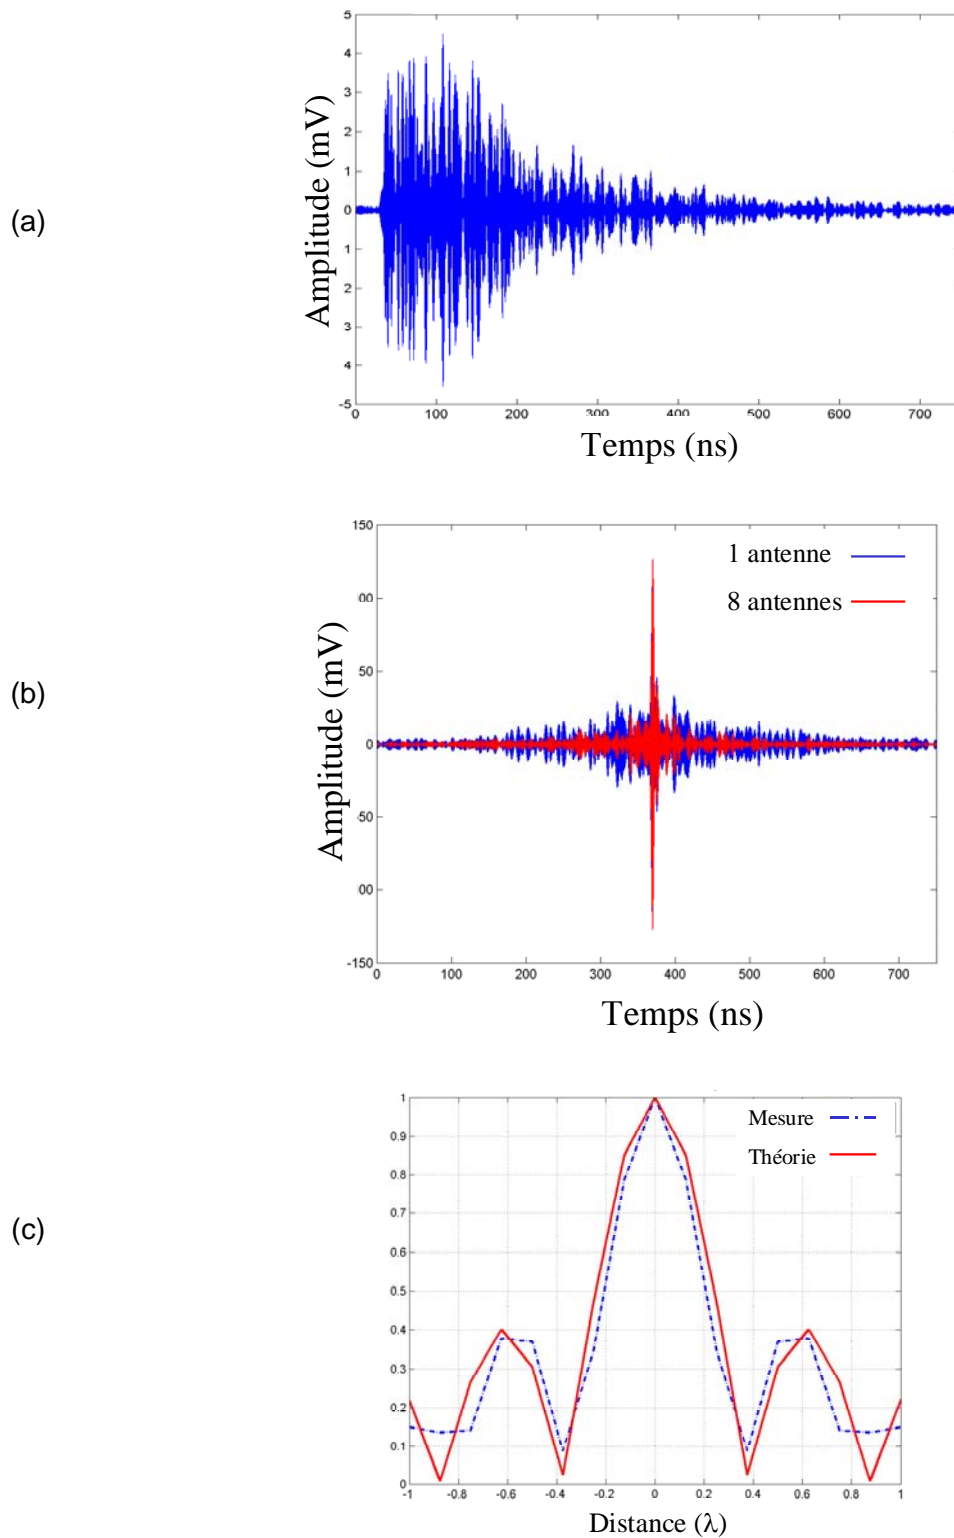 (a)
Amplitude (mV)
5
4
3
2
1
0
1
2
3
4
-5
0 100 200 300 400 500 600 700
Temps (ns)
(b)
Amplitude (mV)
150
00
50
0
50
00
-150
1 antenne
8 antennes
0 100 200 300 400 500 600 700
Temps (ns)
(c)
1
0.9
0.8
0.7
0.6
0.5
0.4
0.3
0.2
0.1
0
Mesure
Théorie
-1 -0.8 -0.6 -0.4 -0.2 0 0.2 0.4 0.6 0.8 1
Distance (λ)